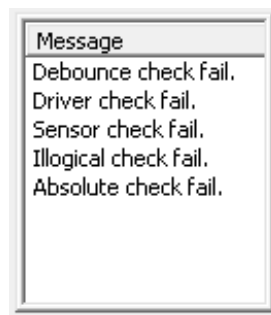 Message
Debounce check fail.
Driver check fail.
Sensor check fail.
Illogical check fail.
Absolute check fail.